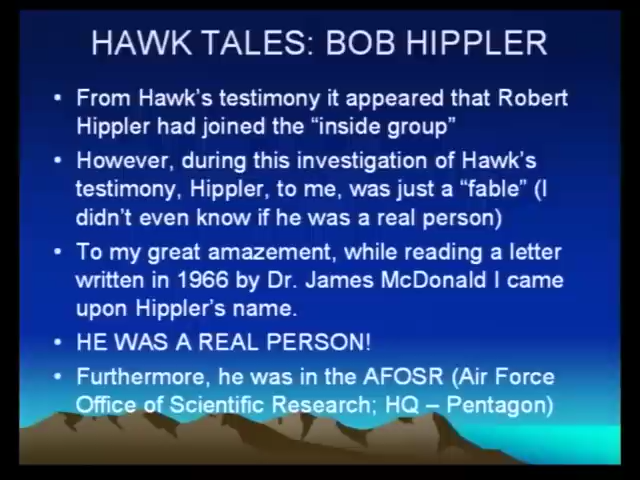 HAWK TALES: BOB HIPPLER
• From Hawk's testimony it appeared that Robert
Hippler had joined the “inside group”
• However, during this investigation of Hawk's
testimony, Hippler, to me, was just a “fable” (I
didn't even know if he was a real person)
• To my great amazement, while reading a letter
written in 1966 by Dr. James McDonald I came
upon Hippler's name.
• HE WAS A REAL PERSON!
• Furthermore, he was in the AFOSR (Air Force
Office of Scientific Research; HQ – Pentagon)